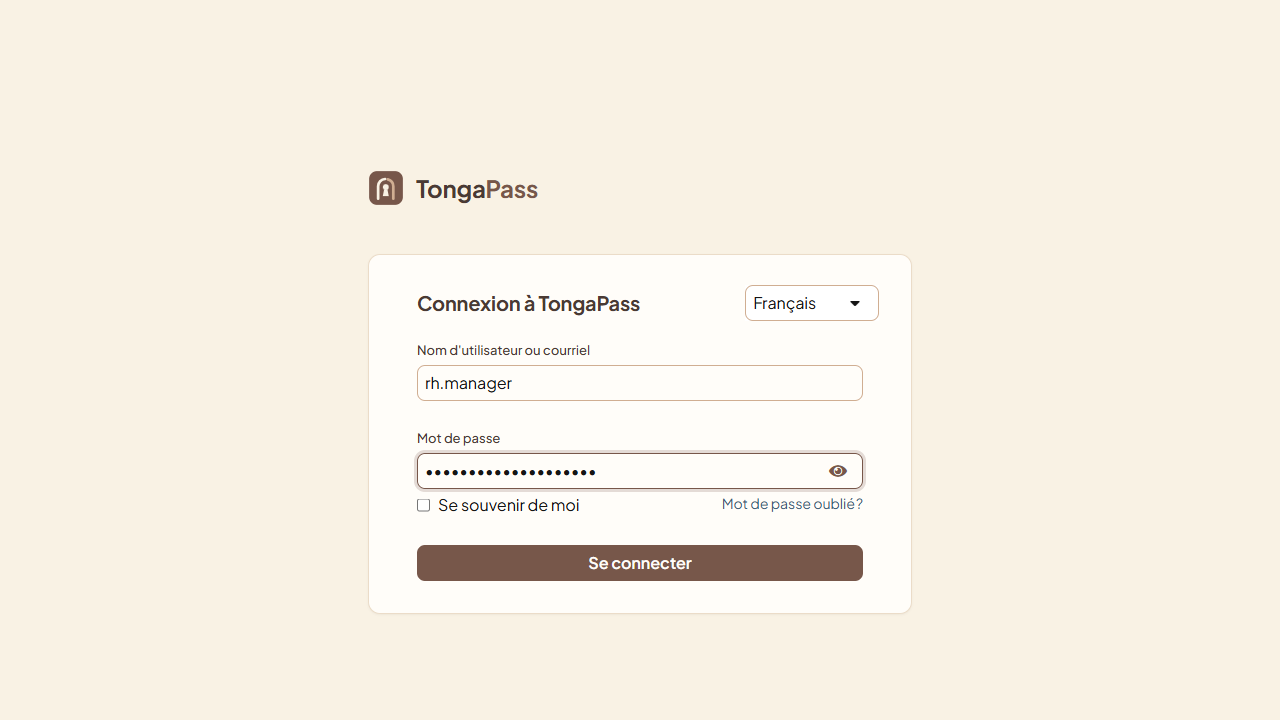 TongaPass
Connexion à TongaPass
Français
Nom d'utilisateur ou courriel
rh.manager
Mot de passe
••••••••••••••••••••
Se souvenir de moi
Mot de passe oublié?
Se connecter